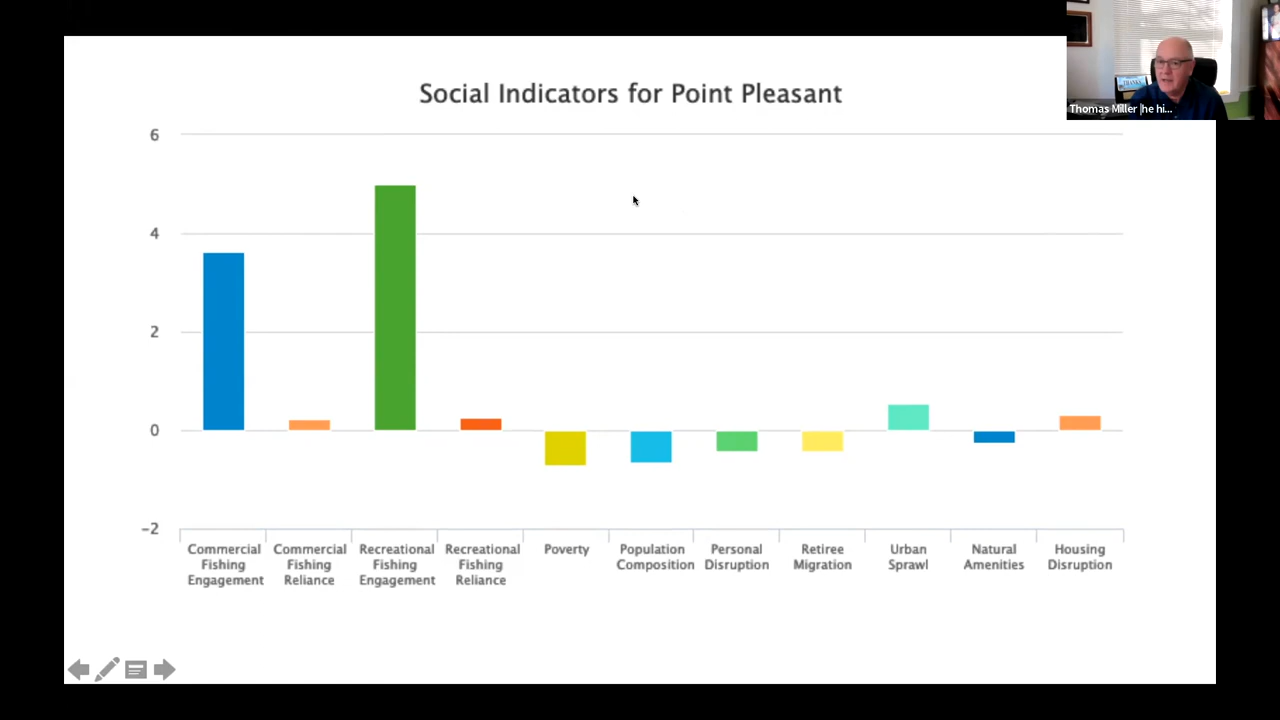 Social Indicators for Point Pleasant
6
4
2
0
-2
Commercial
Fishing
Engagement
Commercial
Fishing
Reliance
Recreational
Fishing
Engagement
Recreational
Fishing
Reliance
Poverty
Population
Composition
Personal
Disruption
Retiree
Migration
Urban
Sprawl
Natural
Amenities
Housing
Disruption
THANKS
Thomas Miller |he hi...